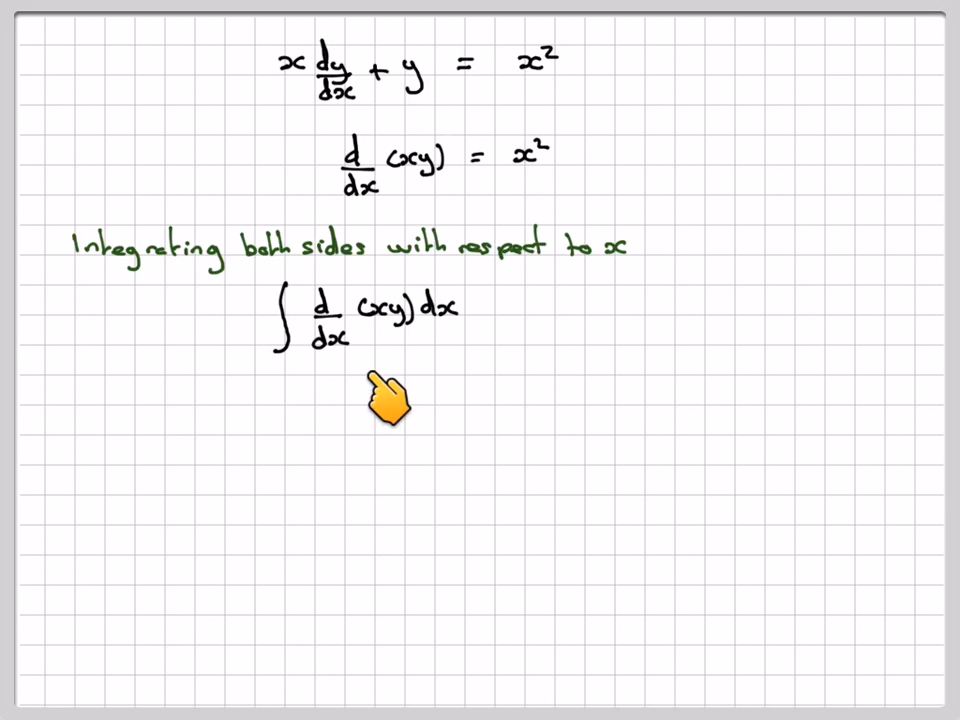 x dy/dx + y = x²
d/dx (xy) = x²
Integrating both sides with respect to x
∫ d/dx (xy) dx